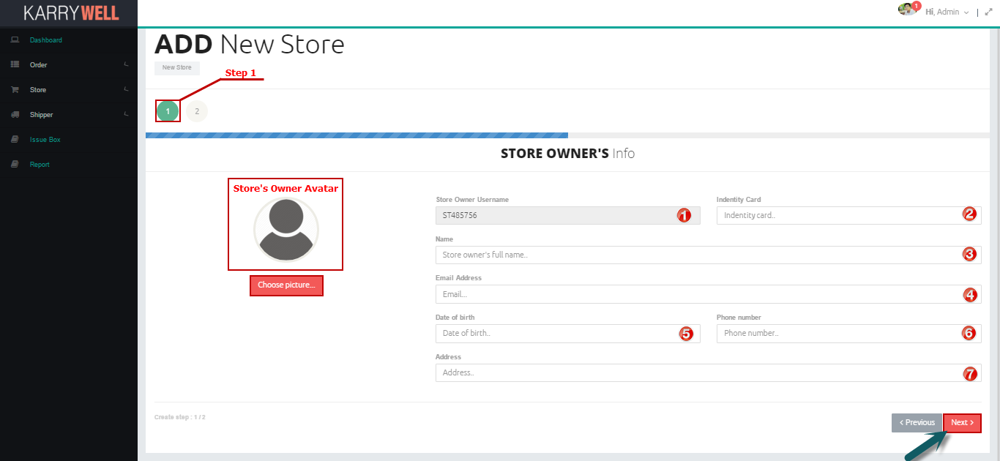 KARRYWELL
1
Hi, Admin
Dashboard
Order
Store
Shipper
Issue Box
Report
ADD New Store
New Store
Step 1
1
2
STORE OWNER'S Info
Store's Owner Avatar
Choose picture...
Store Owner Username
Indentity Card
ST485756
1
Indentity card..
2
Name
Store owner's full name..
3
Email Address
Email...
4
Date of birth
Phone number
Date of birth..
5
Phone number..
6
Address
Address..
7
Create step : 1 / 2
< Previous
Next >